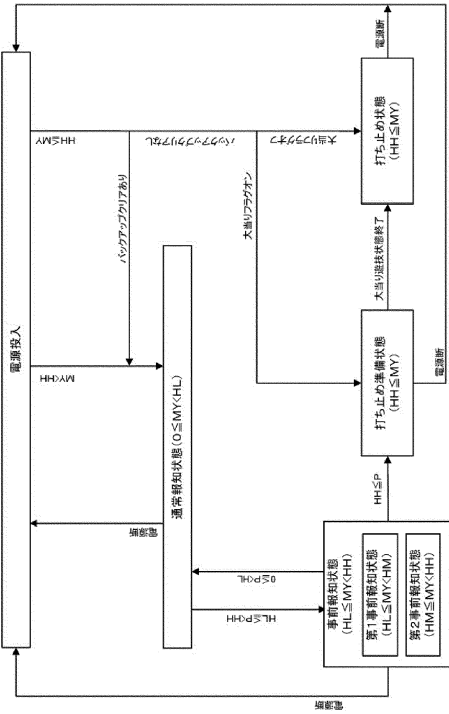 電源投入
HH≦MY
バックアップクリアなし
大当りフラグオフ
打ち止め状態
(HH≦MY)
電源断
バックアップクリアあり
大当りフラグオン
大当り遊技状態終了
MY<HH
通常報知状態(0≦MY<HL)
打ち止め準備状態
(HH≦MY)
電源断
電源断
0≦P<HL
HL≦P<HH
HH≦P
事前報知状態
(HL≦MY<HH)
第1事前報知状態
(HL≦MY<HM)
第2事前報知状態
(HM≦MY<HH)
電源断